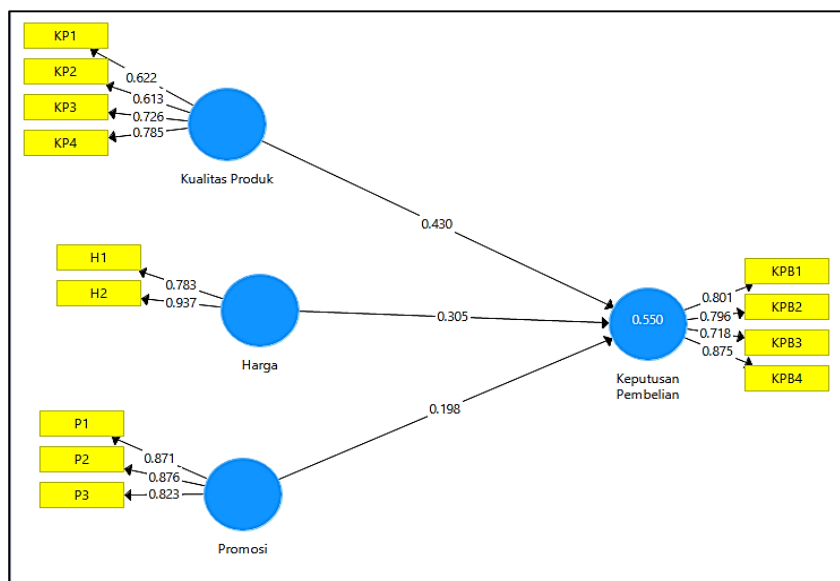 KP1
KP2
KP3
KP4
0.622
0.613
0.726
0.785
Kualitas Produk
0.430
H1
H2
0.783
0.937
Harga
0.305
P1
P2
P3
0.871
0.876
0.823
Promosi
0.198
0.550
Keputusan
Pembelian
0.801
0.796
0.718
0.875
KPB1
KPB2
KPB3
KPB4